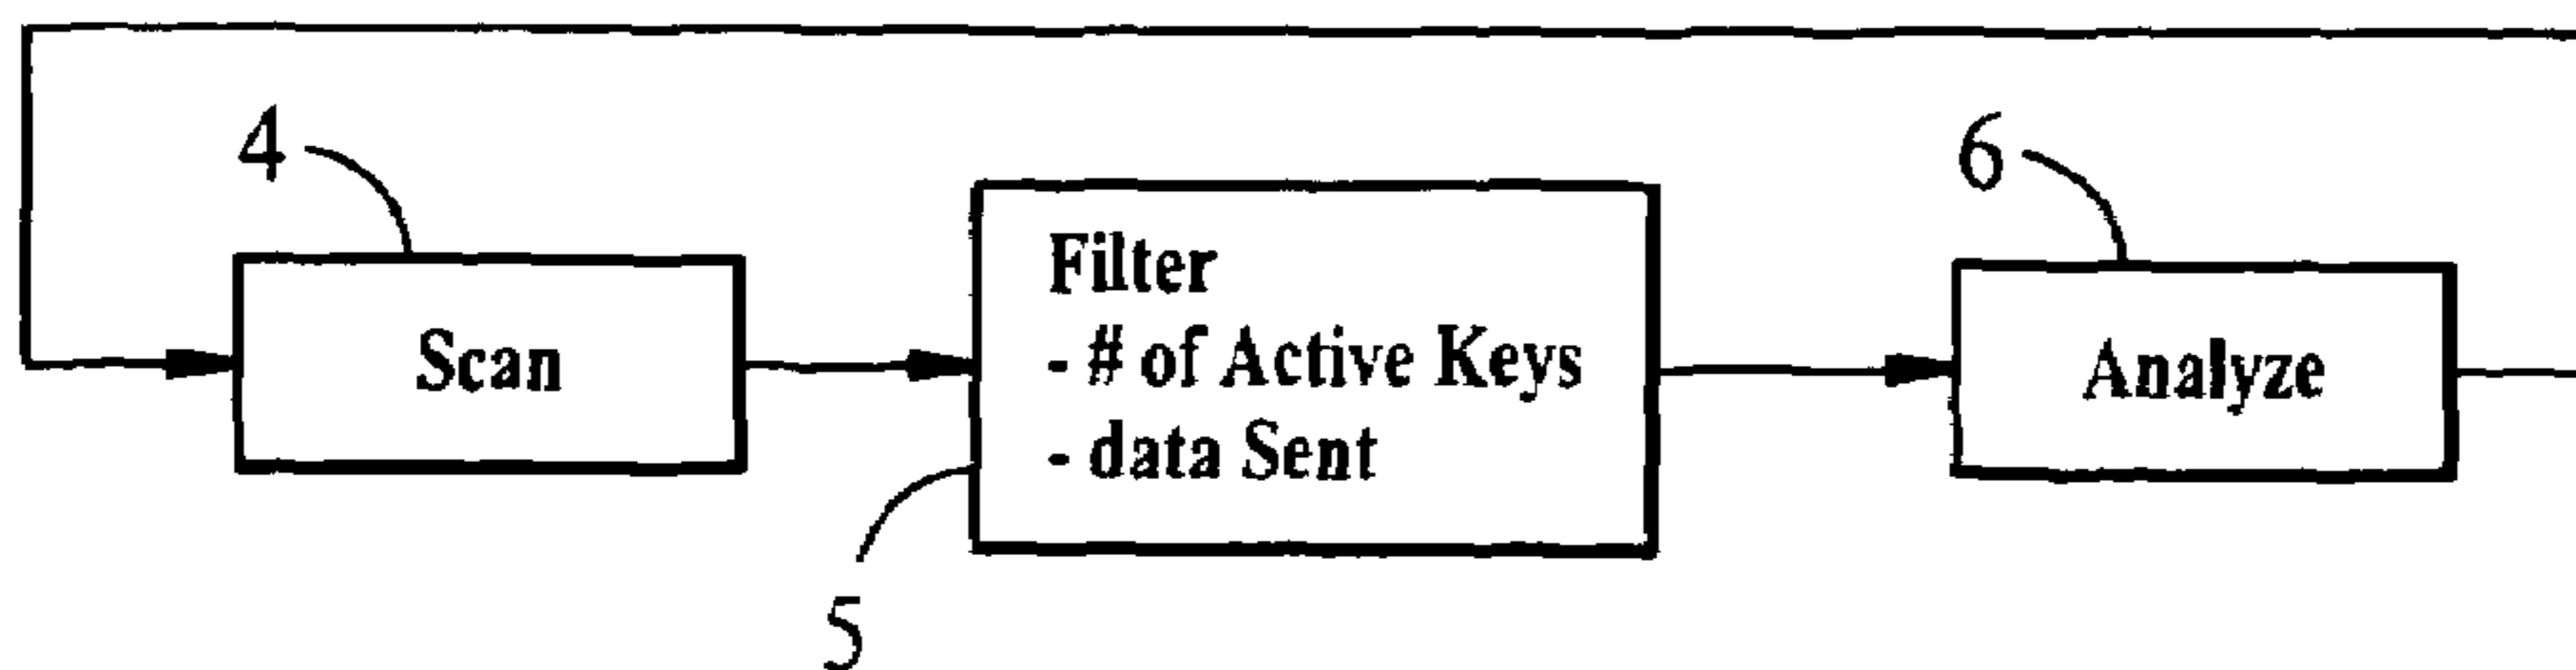 4
6
Scan
Filter
- # of Active Keys
- data Sent
Analyze
5